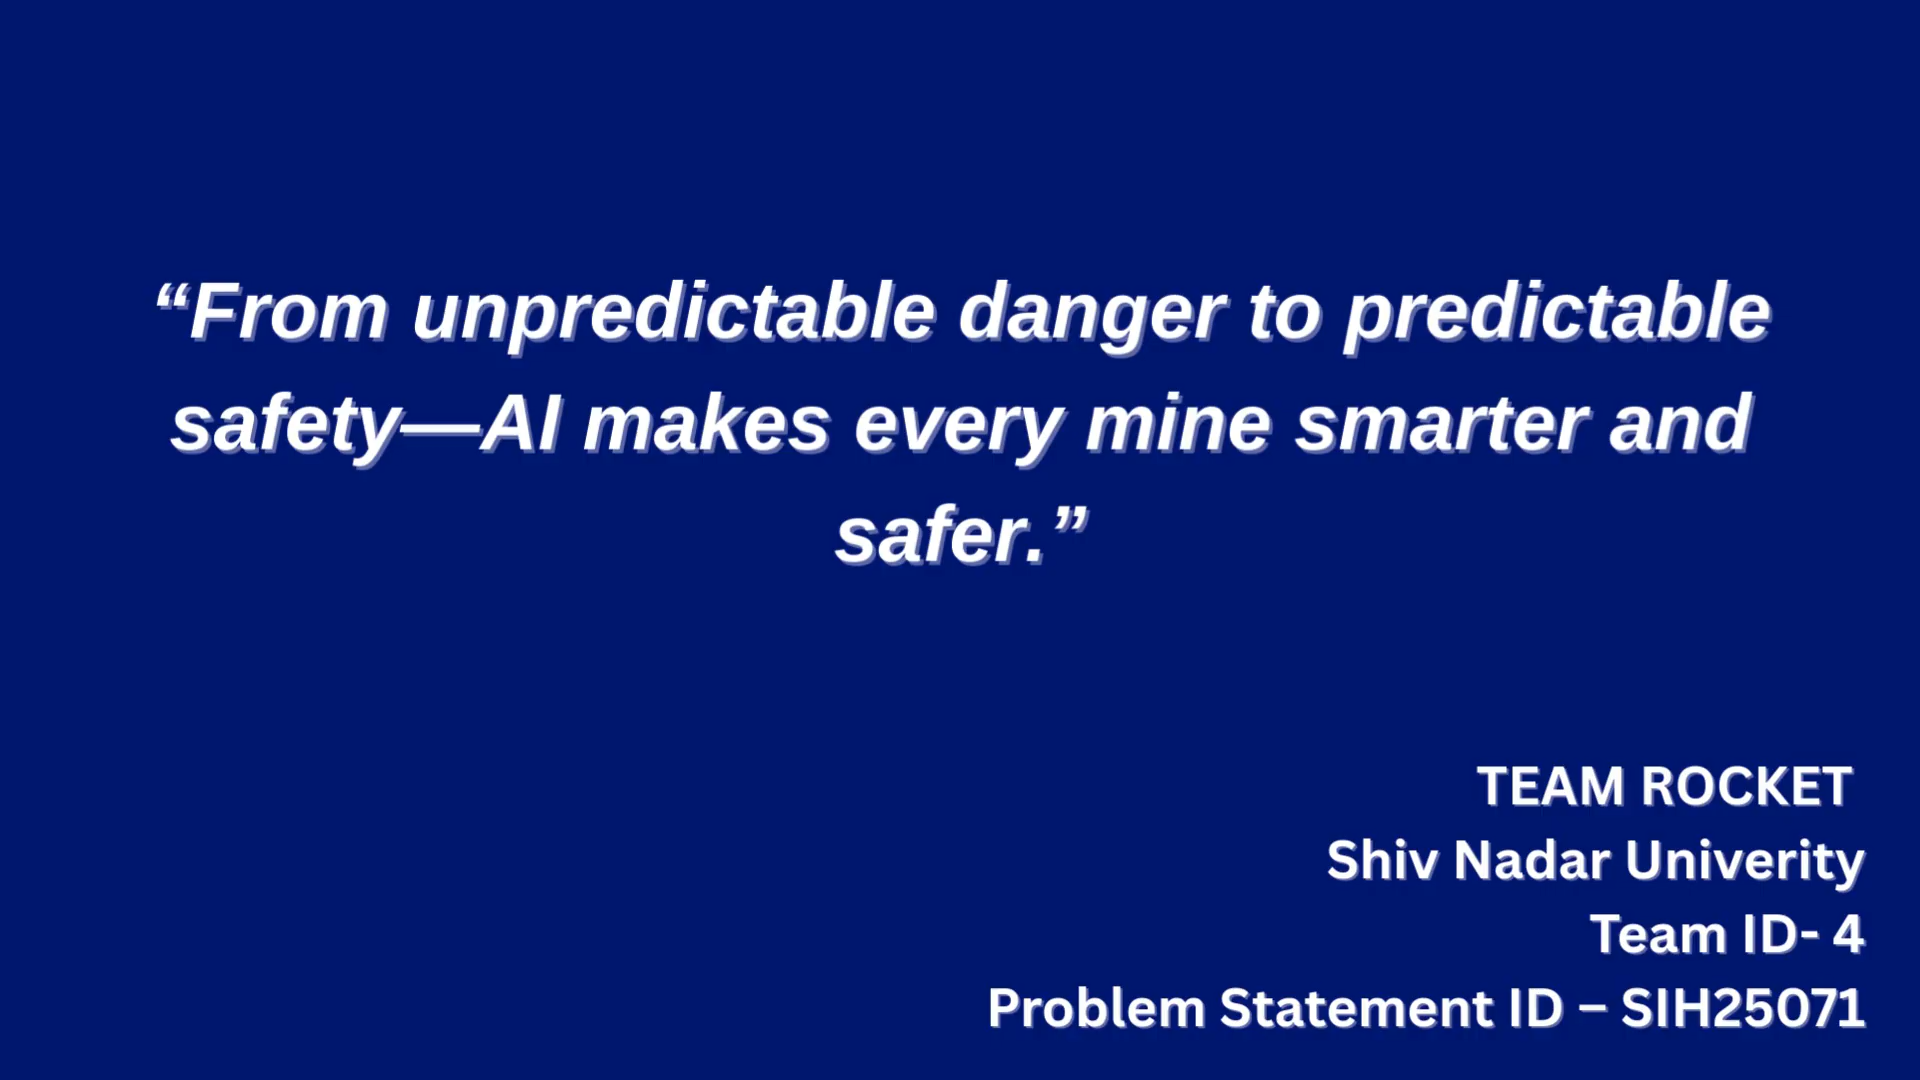 “From unpredictable danger to predictable
safety—AI makes every mine smarter and
safer.”
TEAM ROCKET
Shiv Nadar Univerity
Team ID- 4
Problem Statement ID – SIH25071